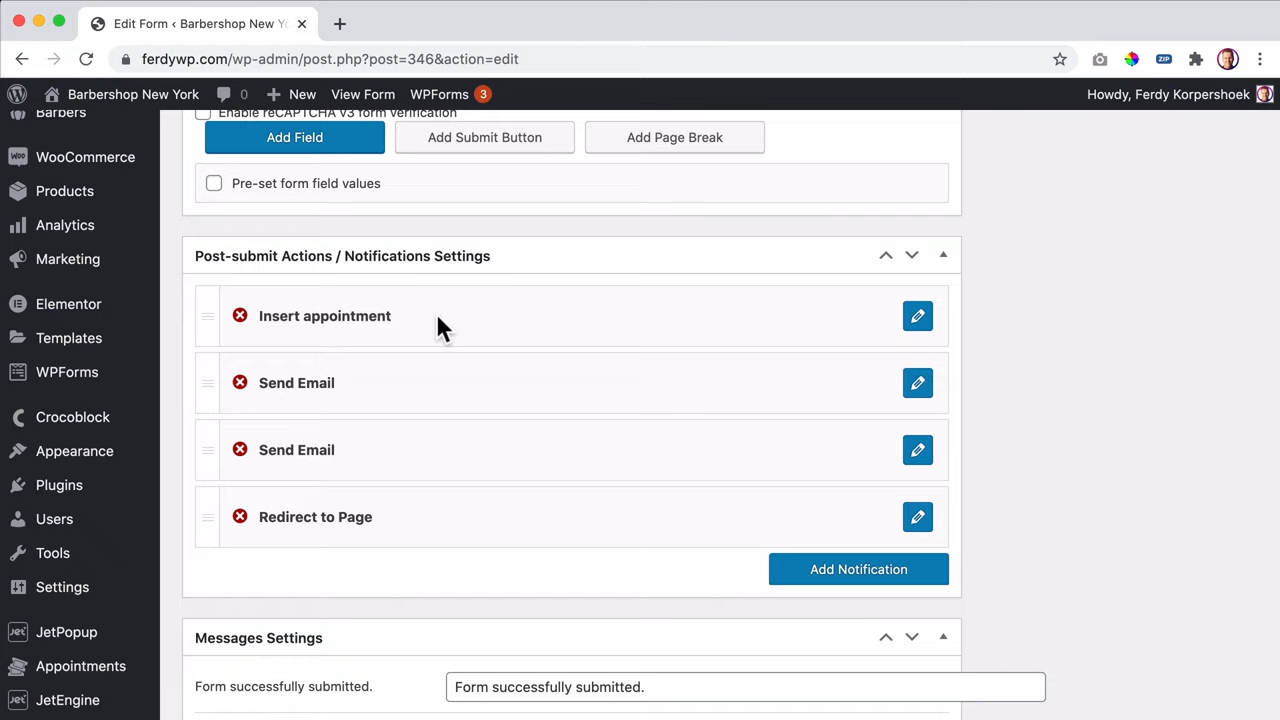 Edit Form ‹ Barbershop New Yo
ferdywp.com/wp-admin/post.php?post=346&action=edit
ZIP
Barbershop New York 0 New View Form WPForms 3 Howdy, Ferdy Korpershoek
Barbers
WooCommerce
Products
Analytics
Marketing
Elementor
Templates
WPForms
Crocoblock
Appearance
Plugins
Users
Tools
Settings
JetPopup
Appointments
JetEngine
Enable reCAPTCHA v3 form verification
Add Field Add Submit Button Add Page Break
Pre-set form field values
Post-submit Actions / Notifications Settings
Insert appointment
Send Email
Send Email
Redirect to Page
Add Notification
Messages Settings
Form successfully submitted. Form successfully submitted.